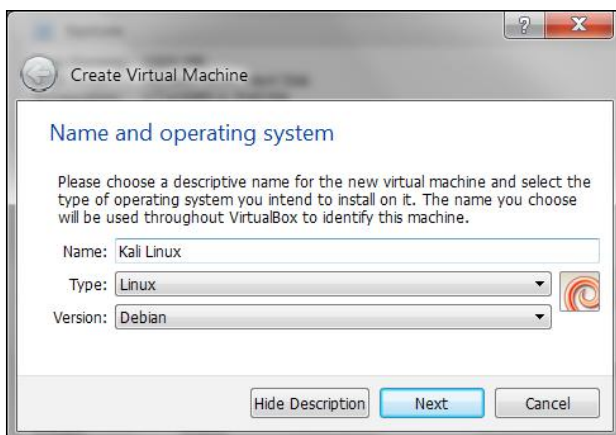 Create Virtual Machine
Name and operating system
Please choose a descriptive name for the new virtual machine and select the
type of operating system you intend to install on it. The name you choose
will be used throughout VirtualBox to identify this machine.
Name: Kali Linux
Type: Linux
Version: Debian
Hide Description Next Cancel